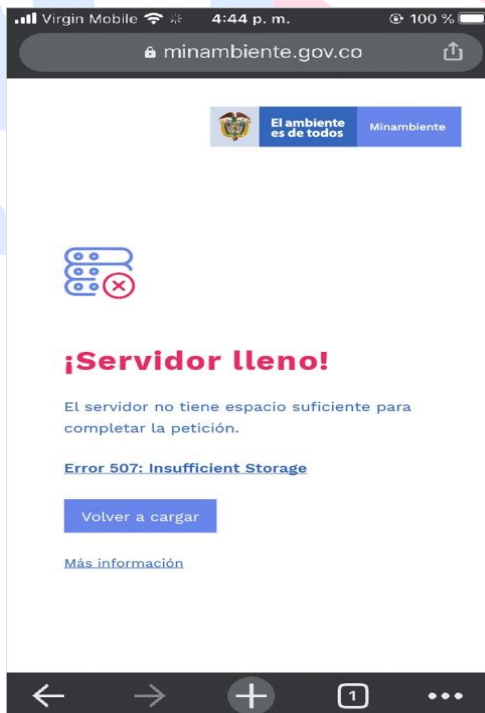 Virgin Mobile 4:44 p. m. 100 %
minambiente.gov.co
El ambiente
es de todos
Minambiente
¡Servidor lleno!
El servidor no tiene espacio suficiente para
completar la petición.
Error 507: Insufficient Storage
Volver a cargar
Más información
1